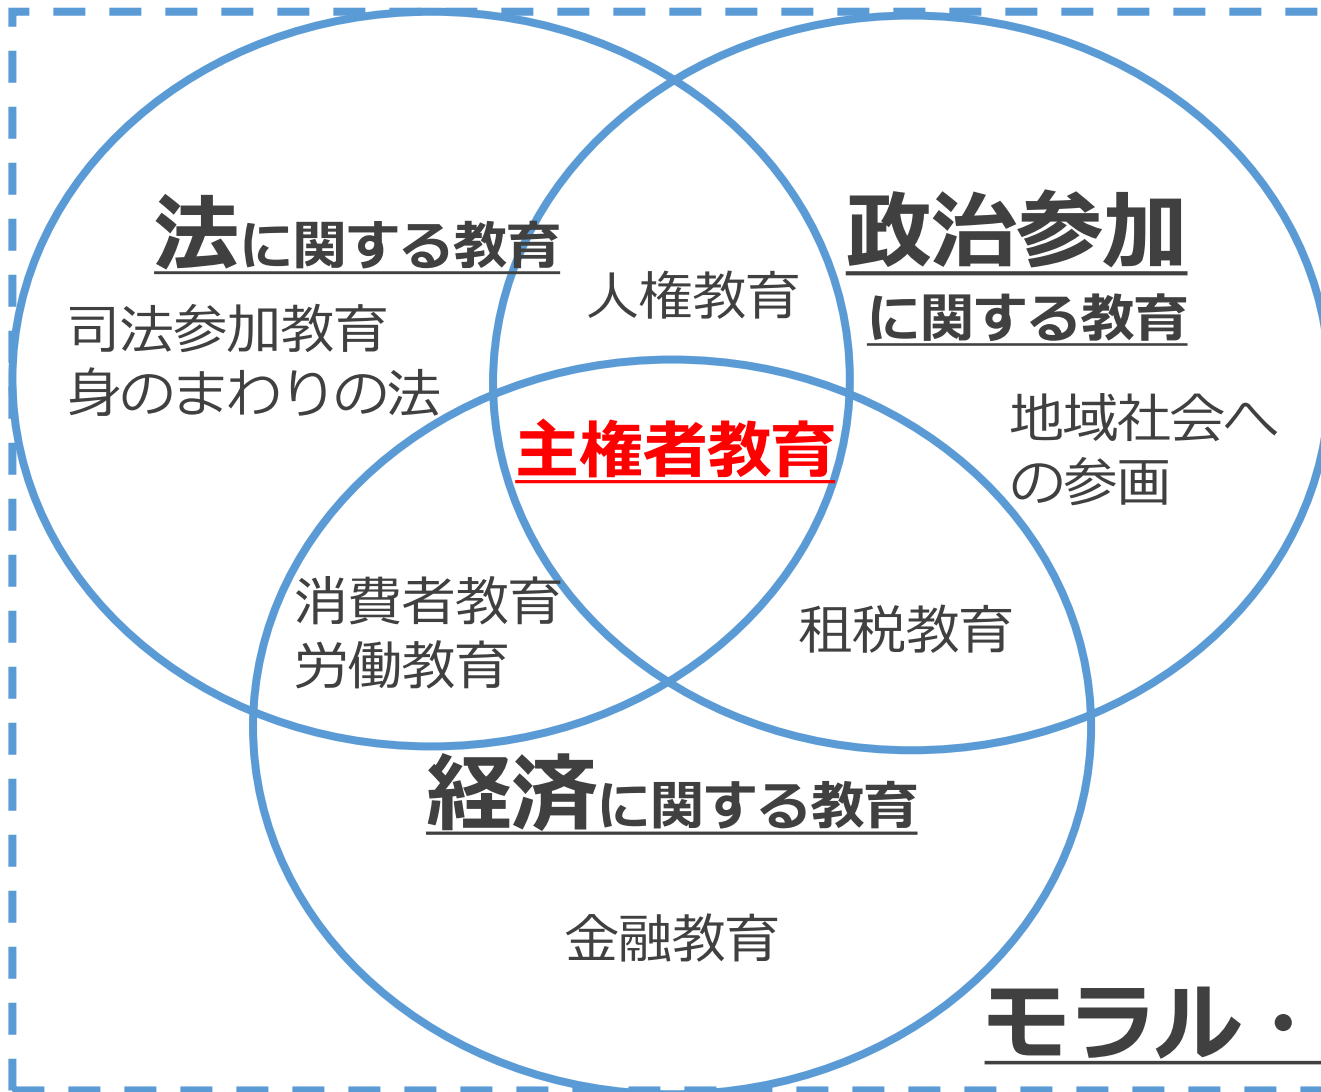 法に関する教育
政治参加
に関する教育
人権教育
司法参加教育
身のまわりの法
地域社会へ
の参画
主権者教育
消費者教育
労働教育
租税教育
経済に関する教育
金融教育
モラル・